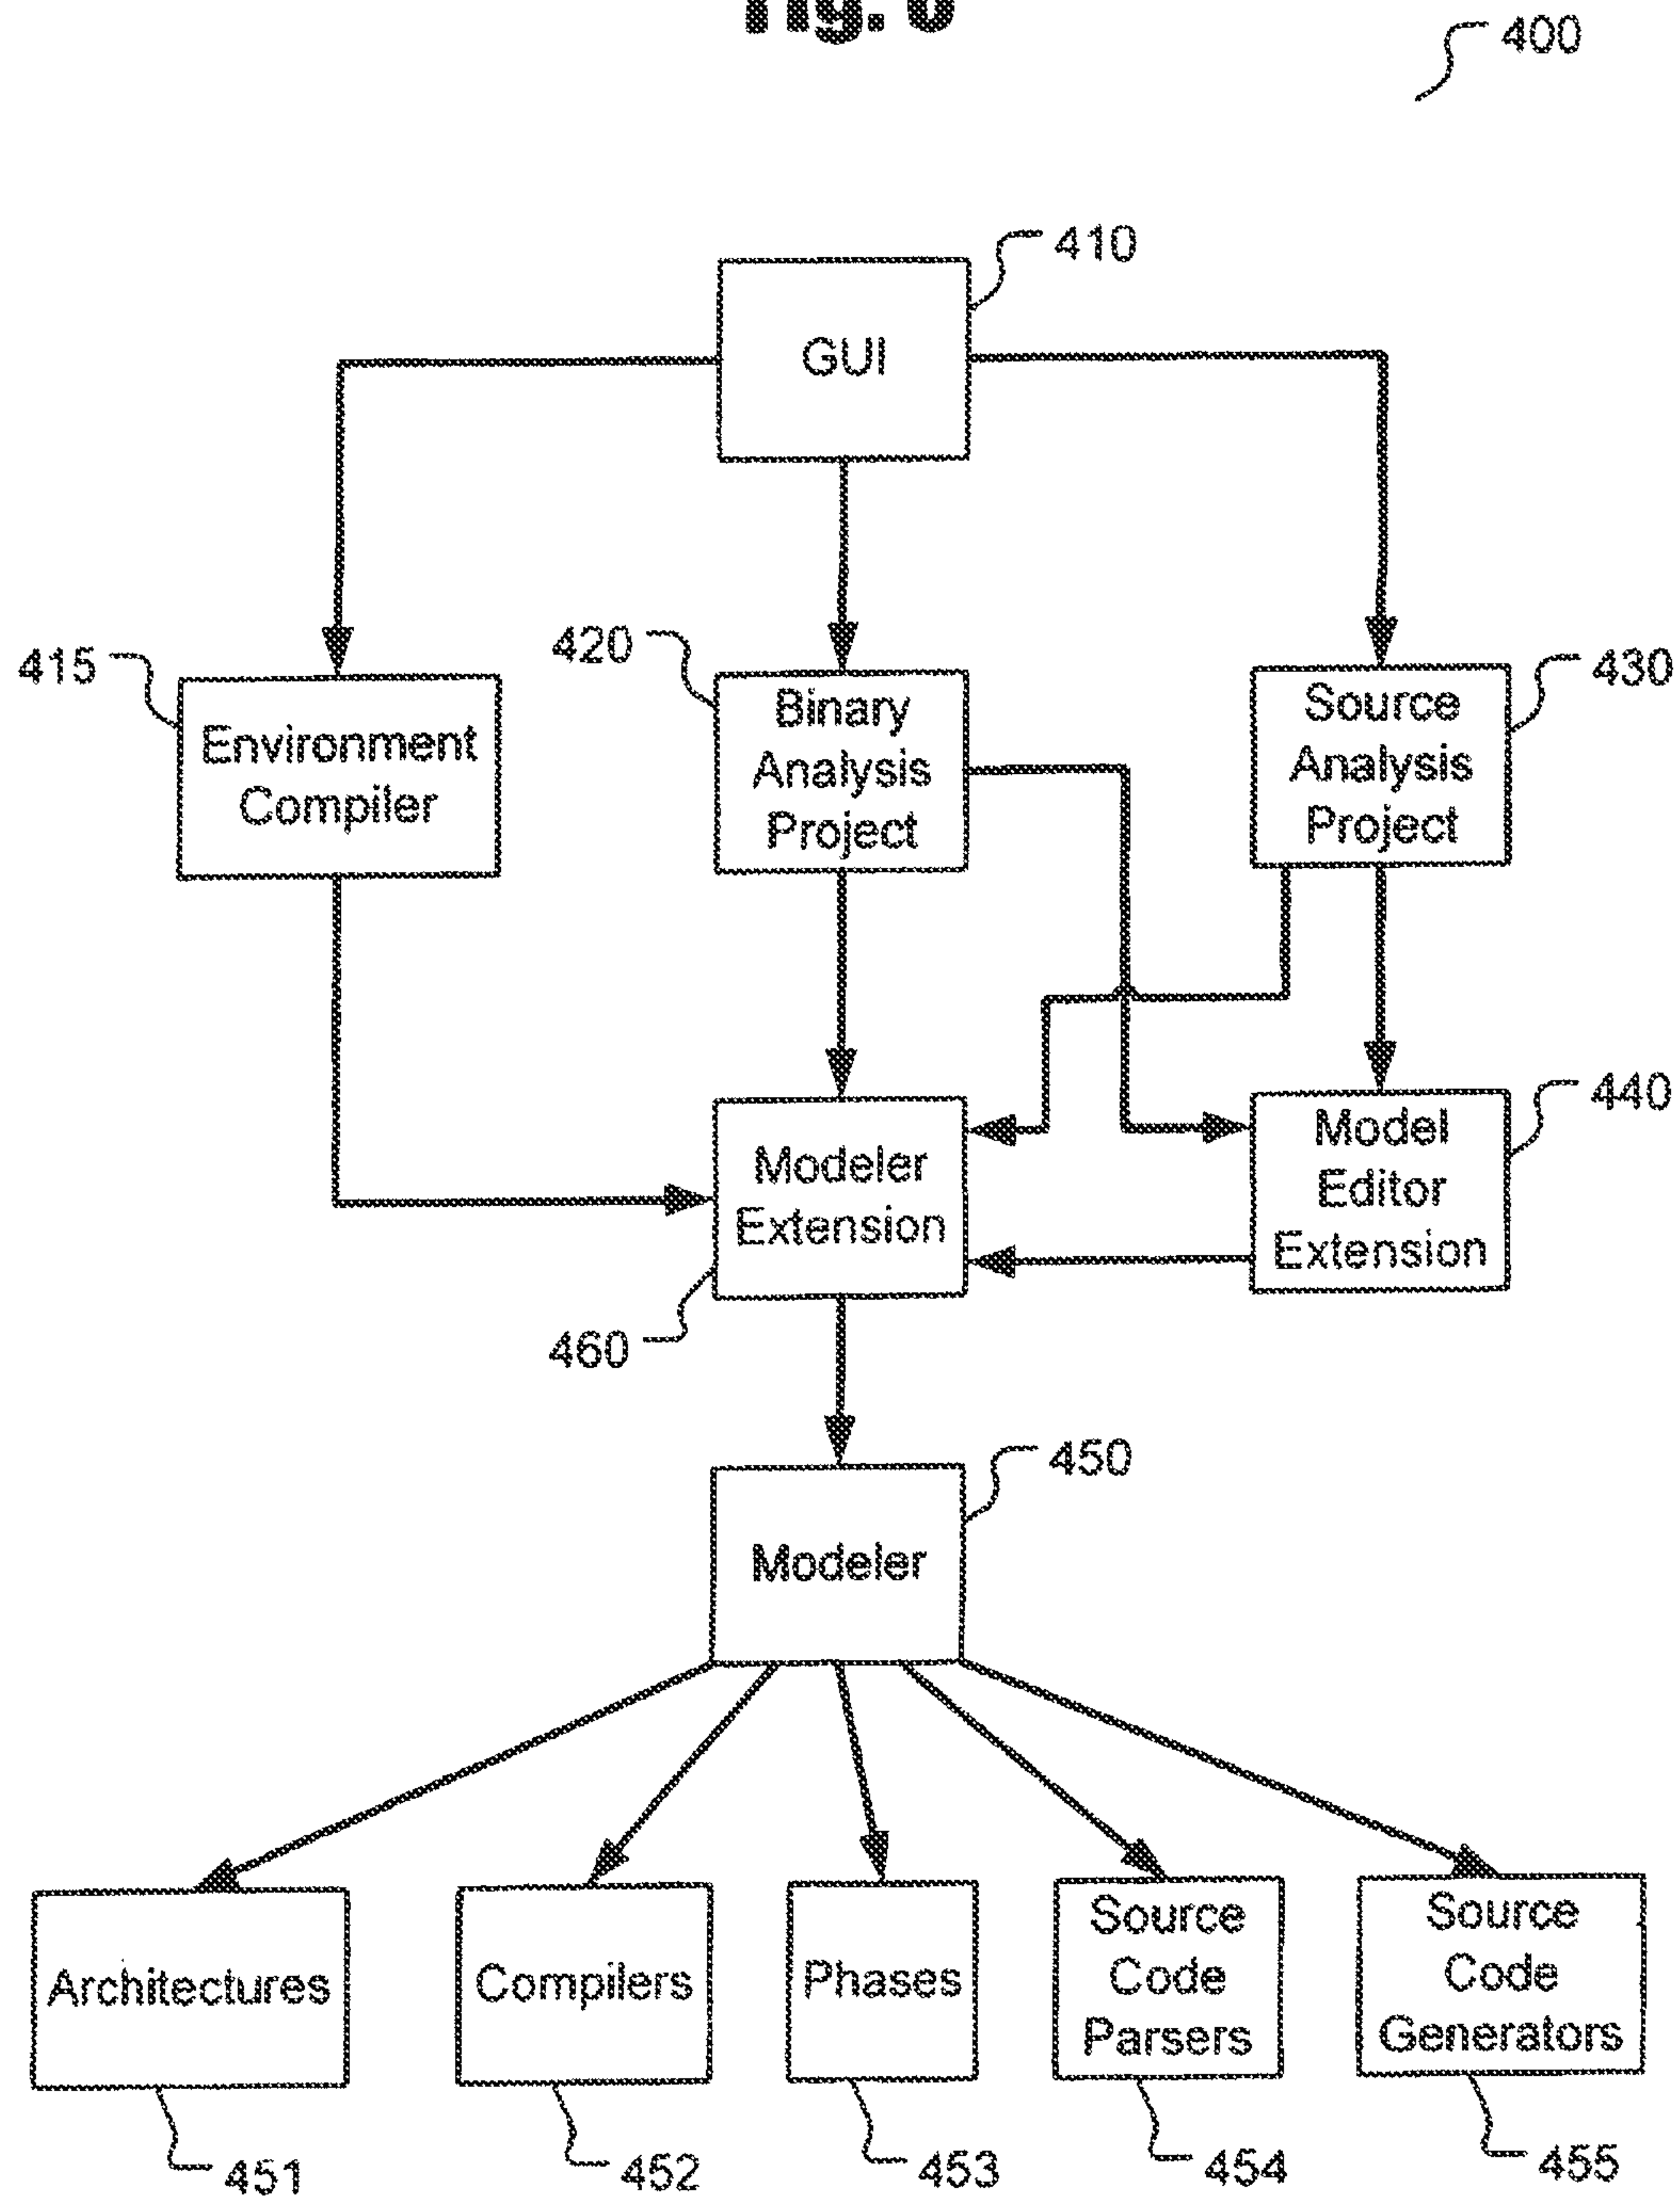 400
410
GUI
415
420
430
Environment
Compiler
Binary
Analysis
Project
Source
Analysis
Project
440
Modeler
Extension
Model
Editor
Extension
460
450
Modeler
Architectures
Compilers
Phases
Source
Code
Parsers
Source
Code
Generators
451
452
453
454
455